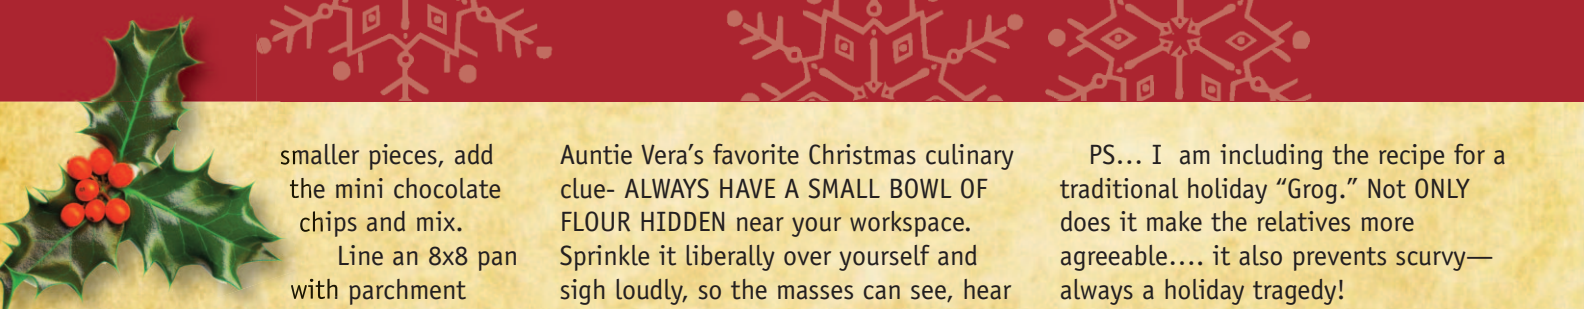 smaller pieces, add
the mini chocolate
chips and mix.
Line an 8x8 pan
with parchment
Auntie Vera’s favorite Christmas culinary
clue- ALWAYS HAVE A SMALL BOWL OF
FLOUR HIDDEN near your workspace.
Sprinkle it liberally over yourself and
sigh loudly, so the masses can see, hear
PS... I am including the recipe for a
traditional holiday “Grog.” Not ONLY
does it make the relatives more
agreeable.... it also prevents scurvy—
always a holiday tragedy!